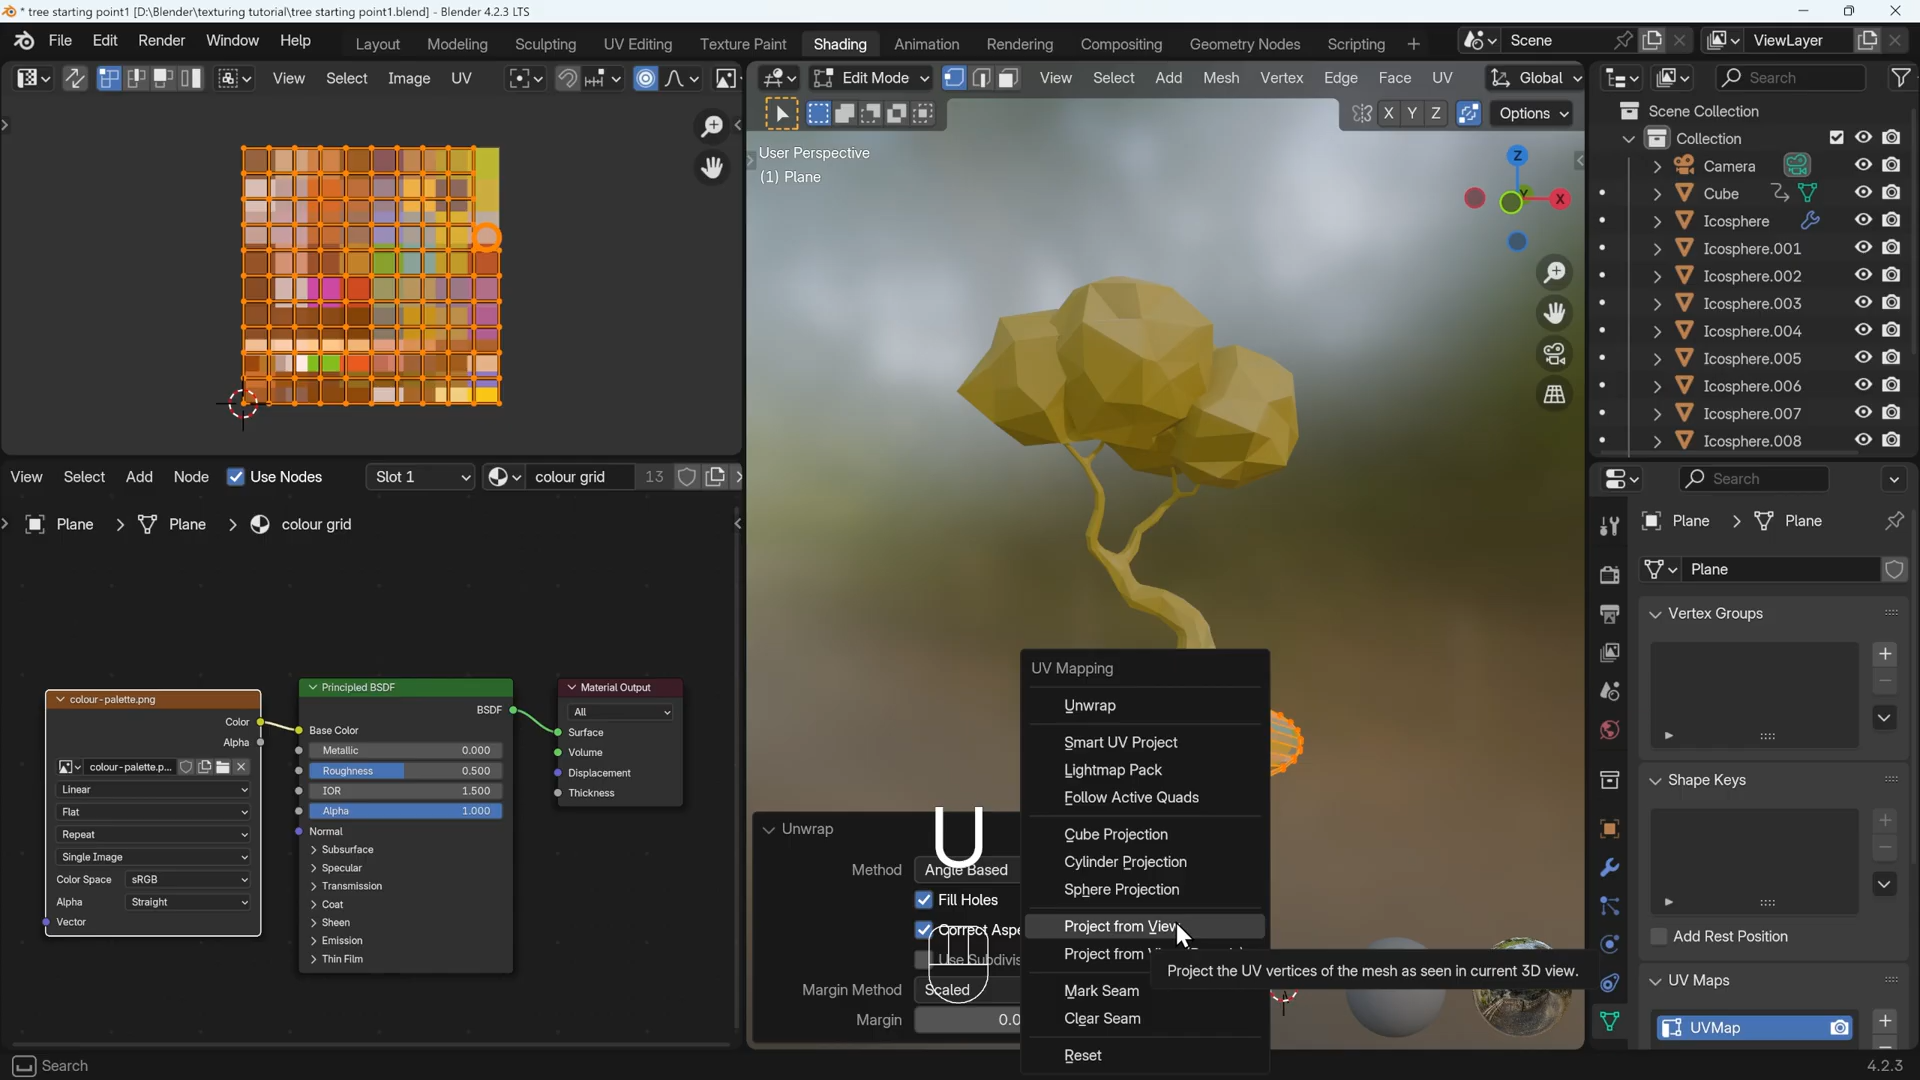 * tree starting point1 [D:\Blender\texturing tutorial\tree starting point1.blend] - Blender 4.2.3 LTS
File Edit Render Window Help Layout Modeling Sculpting UV Editing Texture Paint Shading Animation Rendering Compositing Geometry Nodes Scripting + Scene ViewLayer
View Select Image UV
Edit Mode View Select Add Mesh Vertex Edge Face UV Global
X Y Z Options
User Perspective
(1) Plane
Z
X
Y
Search
Scene Collection
Collection
Camera
Cube
Icosphere
Icosphere.001
Icosphere.002
Icosphere.003
Icosphere.004
Icosphere.005
Icosphere.006
Icosphere.007
Icosphere.008
View Select Add Node Use Nodes Slot 1 colour grid 13
Plane > Plane > colour grid
colour-palette.png
Color
Alpha
colour-palette.p...
Linear
Flat
Repeat
Single Image
Color Space sRGB
Alpha Straight
Vector
Principled BSDF
BSDF
Base Color
Metallic 0.000
Roughness 0.500
IOR 1.500
Alpha 1.000
Normal
Subsurface
Specular
Transmission
Coat
Sheen
Emission
Thin Film
Material Output
All
Surface
Volume
Displacement
Thickness
Unwrap
Method Angle Based
Fill Holes
Correct Aspe
Use Subdivis
Margin Method Scaled
Margin 0.0
U
UV Mapping
Unwrap
Smart UV Project
Lightmap Pack
Follow Active Quads
Cube Projection
Cylinder Projection
Sphere Projection
Project from View
Project from
Project the UV vertices of the mesh as seen in current 3D view.
Mark Seam
Clear Seam
Reset
Search
Plane > Plane
Plane
Vertex Groups
Shape Keys
Add Rest Position
UV Maps
UVMap
Search
4.2.3